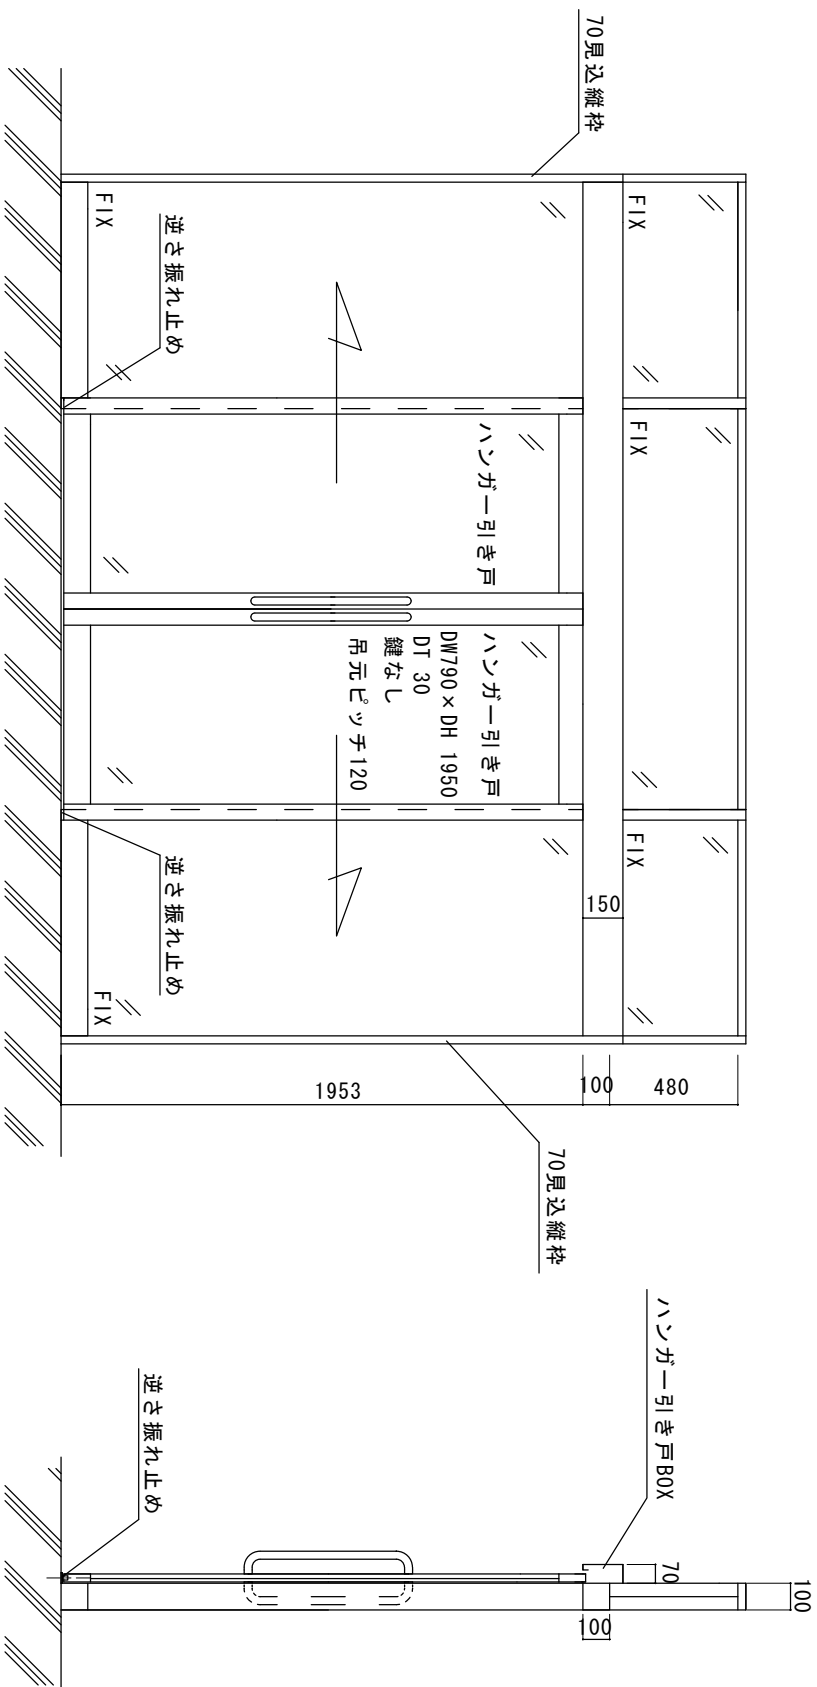 70見込縦枠
FIX
FIX
逆さ振れ止め
FIX
ハンガー引き戸
ハンガー引き戸
DW790×DH 1950
DT 30
鍵なし
吊元ピッチ120
FIX
逆さ振れ止め
FIX
150
1953
100
480
70見込縦枠
ハンガー引き戸BOX
逆さ振れ止め
70
100
100